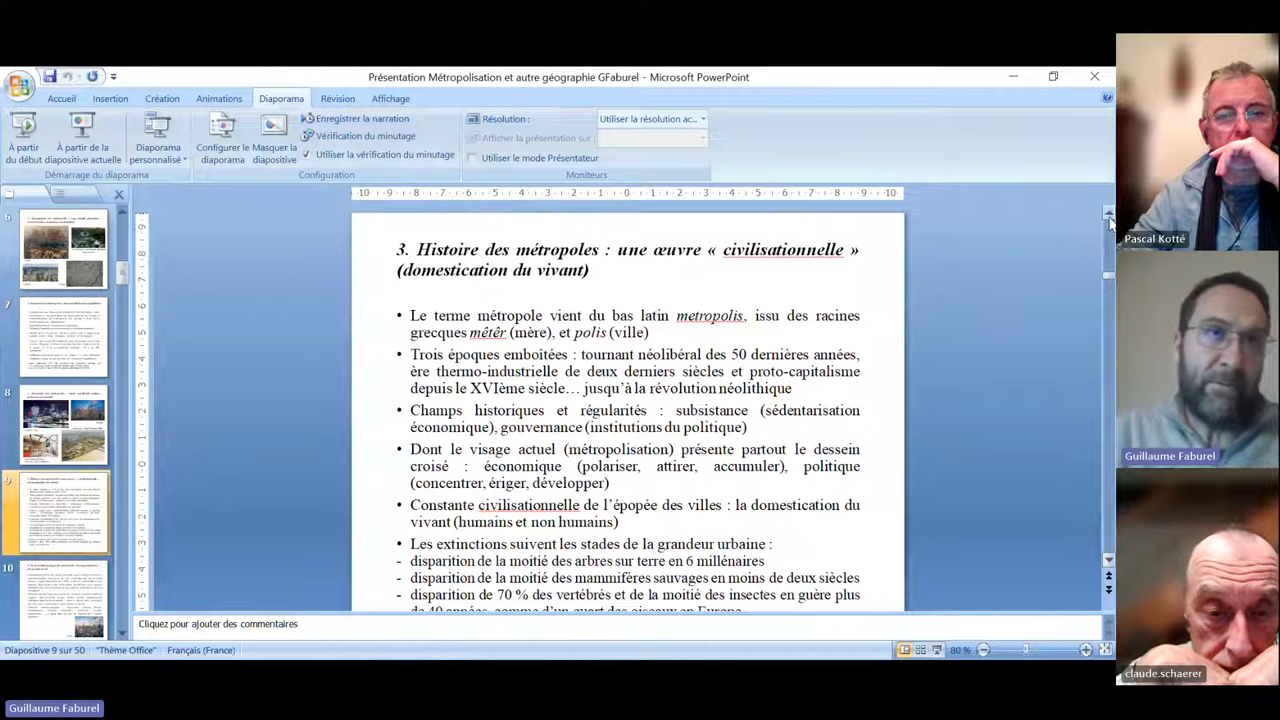 Présentation Métropolisation et autre géographie GFaburel - Microsoft PowerPoint
Accueil Insertion Création Animations Diaporama Révision Affichage
À partir du début
À partir de la diapositive actuelle
Diaporama personnalisé
Démarrage du diaporama
Configurer le diaporama
Masquer la diapositive
Enregistrer la narration
Vérification du minutage
Utiliser la vérification du minutage
Configuration
Résolution : Utiliser la résolution ac...
Afficher la présentation sur :
Utiliser le mode Présentateur
Moniteurs
6
7
8
9
10
3. Histoire des métropoles : une œuvre « civilisationnelle »
(domestication du vivant)
• Le terme métropole vient du bas latin metropolis, issu des racines
grecques métér (mère), et polis (ville)
• Trois époques emboîtées : tournant néolibéral des 50 dernières années,
ère thermo-industrielle de deux derniers siècles et proto-capitalisme
depuis le XVIème siècle… jusqu'à la révolution néolithique
• Champs historiques et régularités : subsistance (sédentarisation
économique), gouvernance (institutions du politique)
• Dont le visage actuel (métropolisation) présente partout le dessein
croisé : économique (polariser, attirer, accumuler), politique
(concentrer, ériger, développer)
• Constante civilisationnelle de l'épopée des villes : la domestication du
vivant (humains et non humains)
• Les extinctions suivent les stades de la grandeur urbaine :
- disparition de la moitié des arbres sur terre en 6 millénaires
- disparition de la moitié des mammifères sauvages en moins de deux siècles
- disparition de 70 % des vertébrés et de la moitié des insectes en guère plus
Cliquez pour ajouter des commentaires
Diapositive 9 sur 50 "Thème Office" Français (France) 80 %
Guillaume Faburel
Pascal Kotté
Guillaume Faburel
claude.schaerer